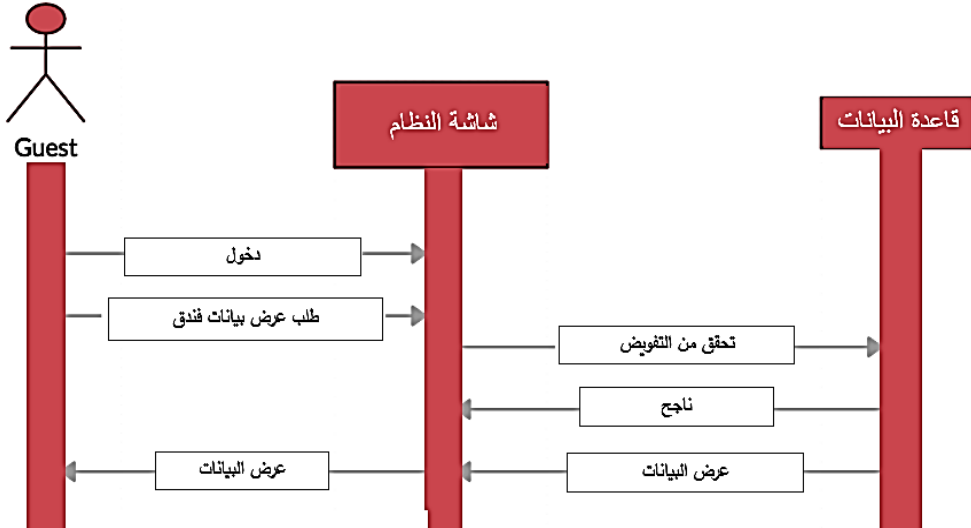 Guest
شاشة النظام
قاعدة البيانات
دخول
طلب عرض بيانات فندق
تحقق من التفويض
ناجح
عرض البيانات
عرض البيانات